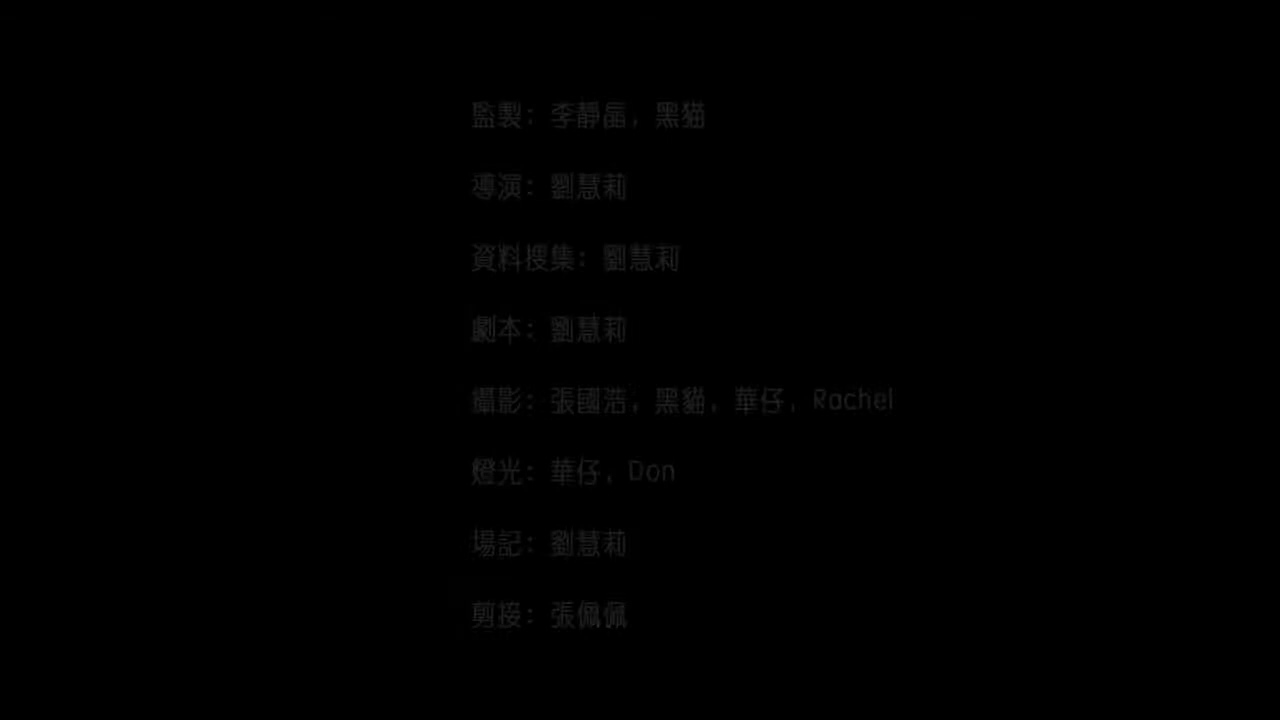 監製: 李靜晶, 黑貓
導演: 劉慧莉
資料搜集: 劉慧莉
劇本: 劉慧莉
攝影: 張國浩, 黑貓, 華仔, Rachel
燈光: 華仔, Don
場記: 劉慧莉
剪接: 張佩佩